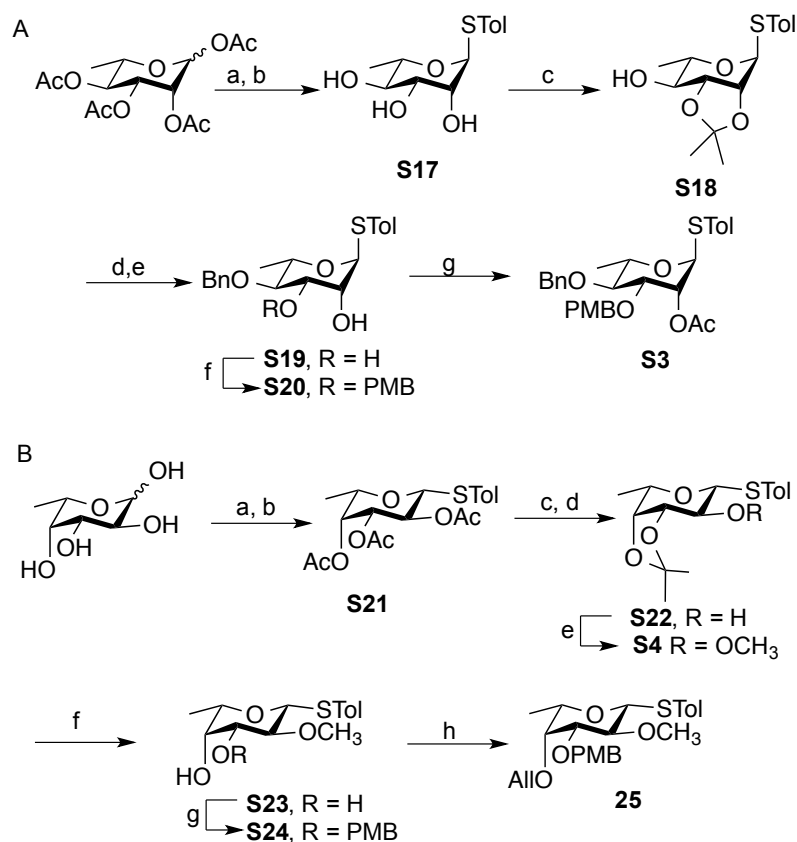 A
STol
OAc
O
AcO
AcO
OAc
a, b
STol
O
HO
HO
OH
S17
c
STol
O
HO
O
O
S18
d,e
STol
O
BnO
RO
OH
S19, R = H
f
S20, R = PMB
g
STol
O
BnO
PMBO
OAc
S3
B
OH
O
OH
OH
HO
a, b
O
STol
OAc
OAc
AcO
S21
c, d
O
STol
OR
O
O
S22, R = H
e
S4 R = OCH3
f
O
STol
OCH3
OR
HO
S23, R = H
g
S24, R = PMB
h
O
STol
OCH3
OPMB
AllO
25